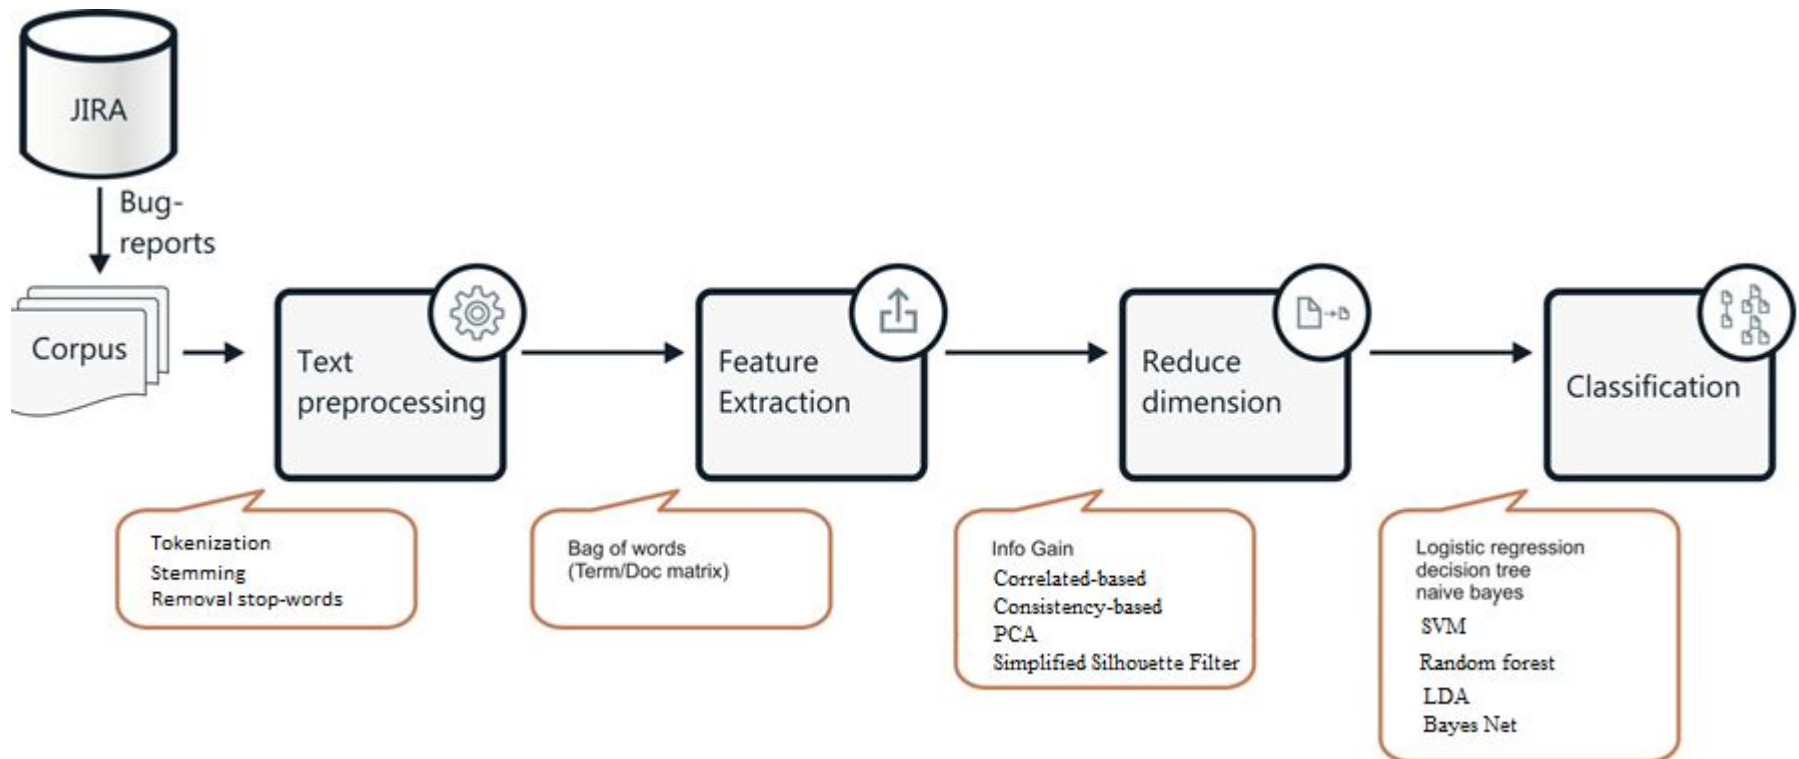 JIRA
Bug-
reports
Corpus
Text
preprocessing
Feature
Extraction
Reduce
dimension
Classification
Tokenization
Stemming
Removal stop-words
Bag of words
(Term/Doc matrix)
Info Gain
Correlated-based
Consistency-based
PCA
Simplified Silhouette Filter
Logistic regression
decision tree
naive bayes
SVM
Random forest
LDA
Bayes Net